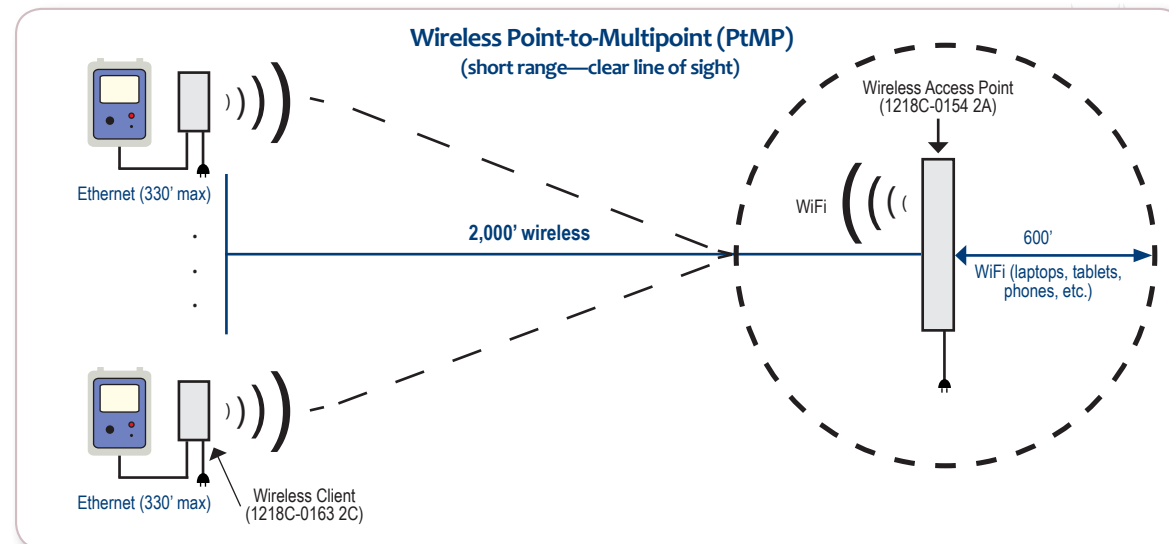 Wireless Point-to-Multipoint (PtMP)
(short range—clear line of sight)
Wireless Access Point
(1218C-0154 2A)
Ethernet (330’ max)
WiFi
2,000’ wireless
600’
WiFi (laptops, tablets,
phones, etc.)
Ethernet (330’ max)
Wireless Client
(1218C-0163 2C)